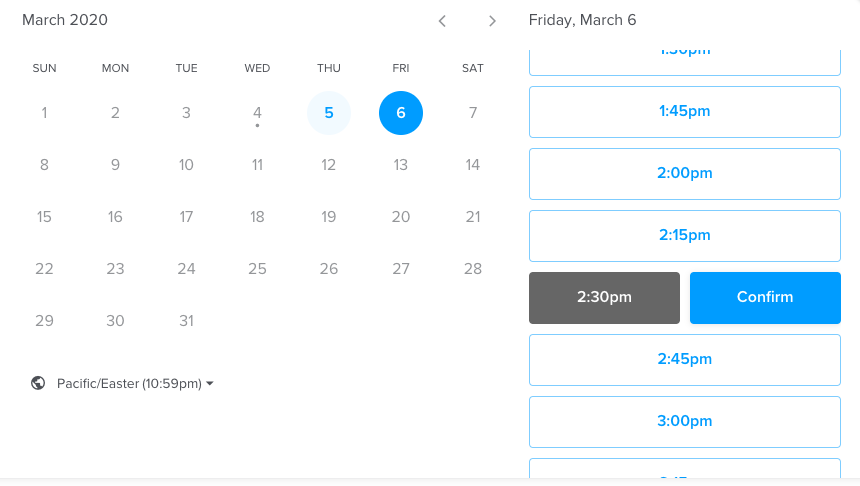 March 2020
SUN MON TUE WED THU FRI SAT
1 2 3 4 5 6 7
8 9 10 11 12 13 14
15 16 17 18 19 20 21
22 23 24 25 26 27 28
29 30 31
Pacific/Easter (10:59pm)
Friday, March 6
1:45pm
2:00pm
2:15pm
2:30pm Confirm
2:45pm
3:00pm